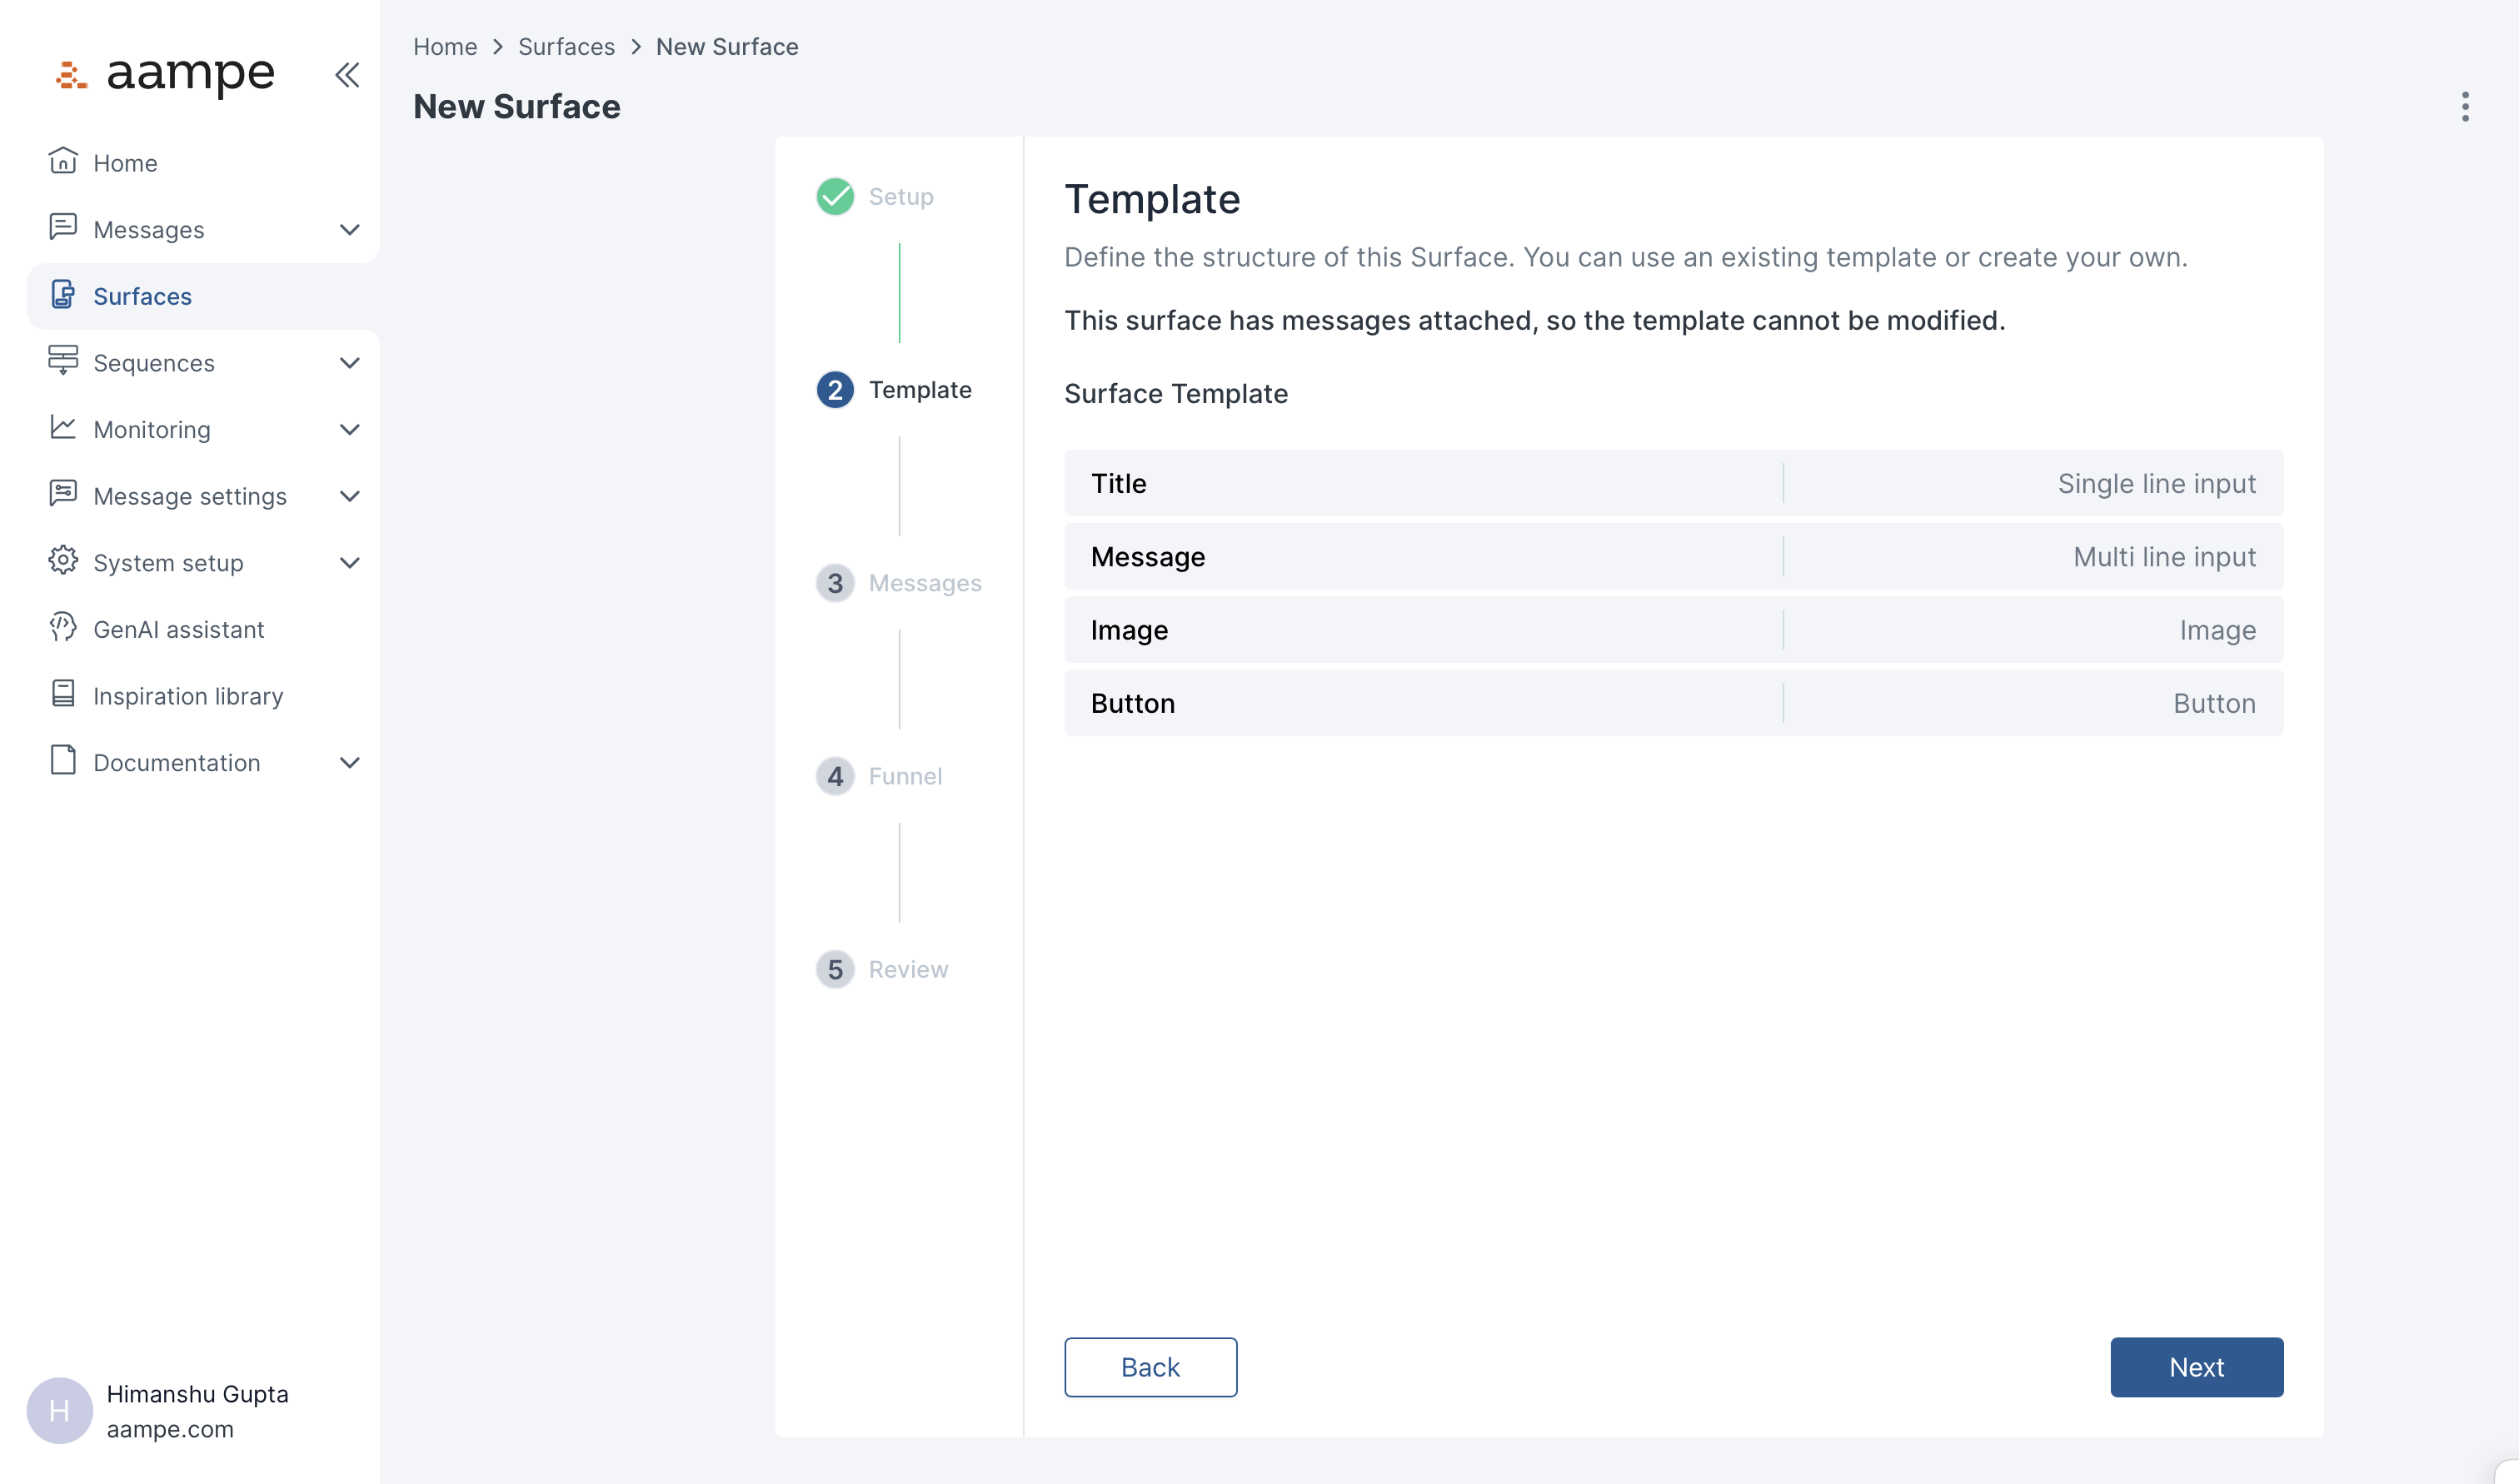 aampe
Home
Messages
Surfaces
Sequences
Monitoring
Message settings
System setup
GenAI assistant
Inspiration library
Documentation
H
Himanshu Gupta
aampe.com
Home > Surfaces > New Surface
New Surface
Setup
2 Template
3 Messages
4 Funnel
5 Review
Template
Define the structure of this Surface. You can use an existing template or create your own.
This surface has messages attached, so the template cannot be modified.
Surface Template
Title Single line input
Message Multi line input
Image Image
Button Button
Back Next